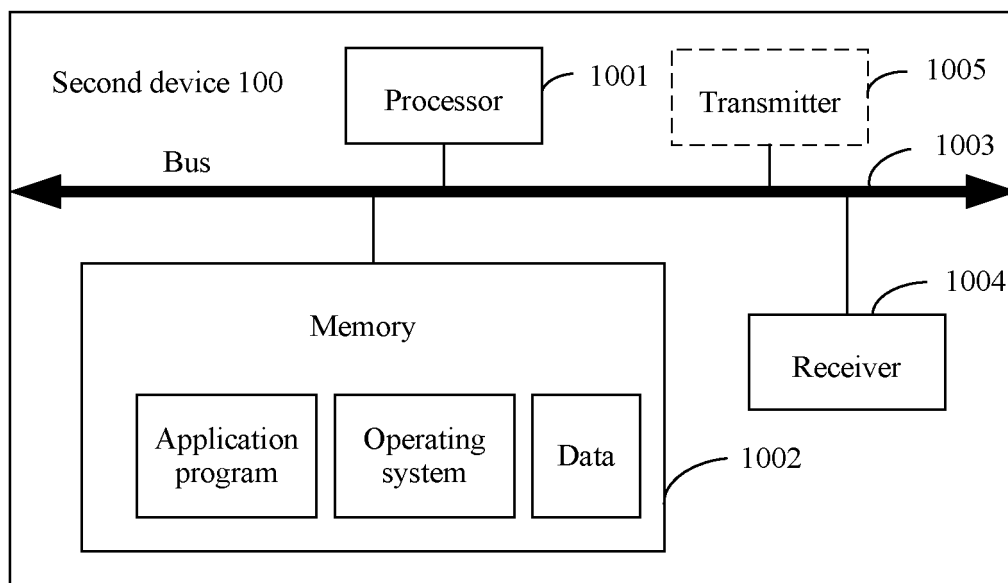 Second device 100
Processor
1001
Transmitter
1005
Bus
1003
Memory
1004
Receiver
Application
program
Operating
system
Data
1002